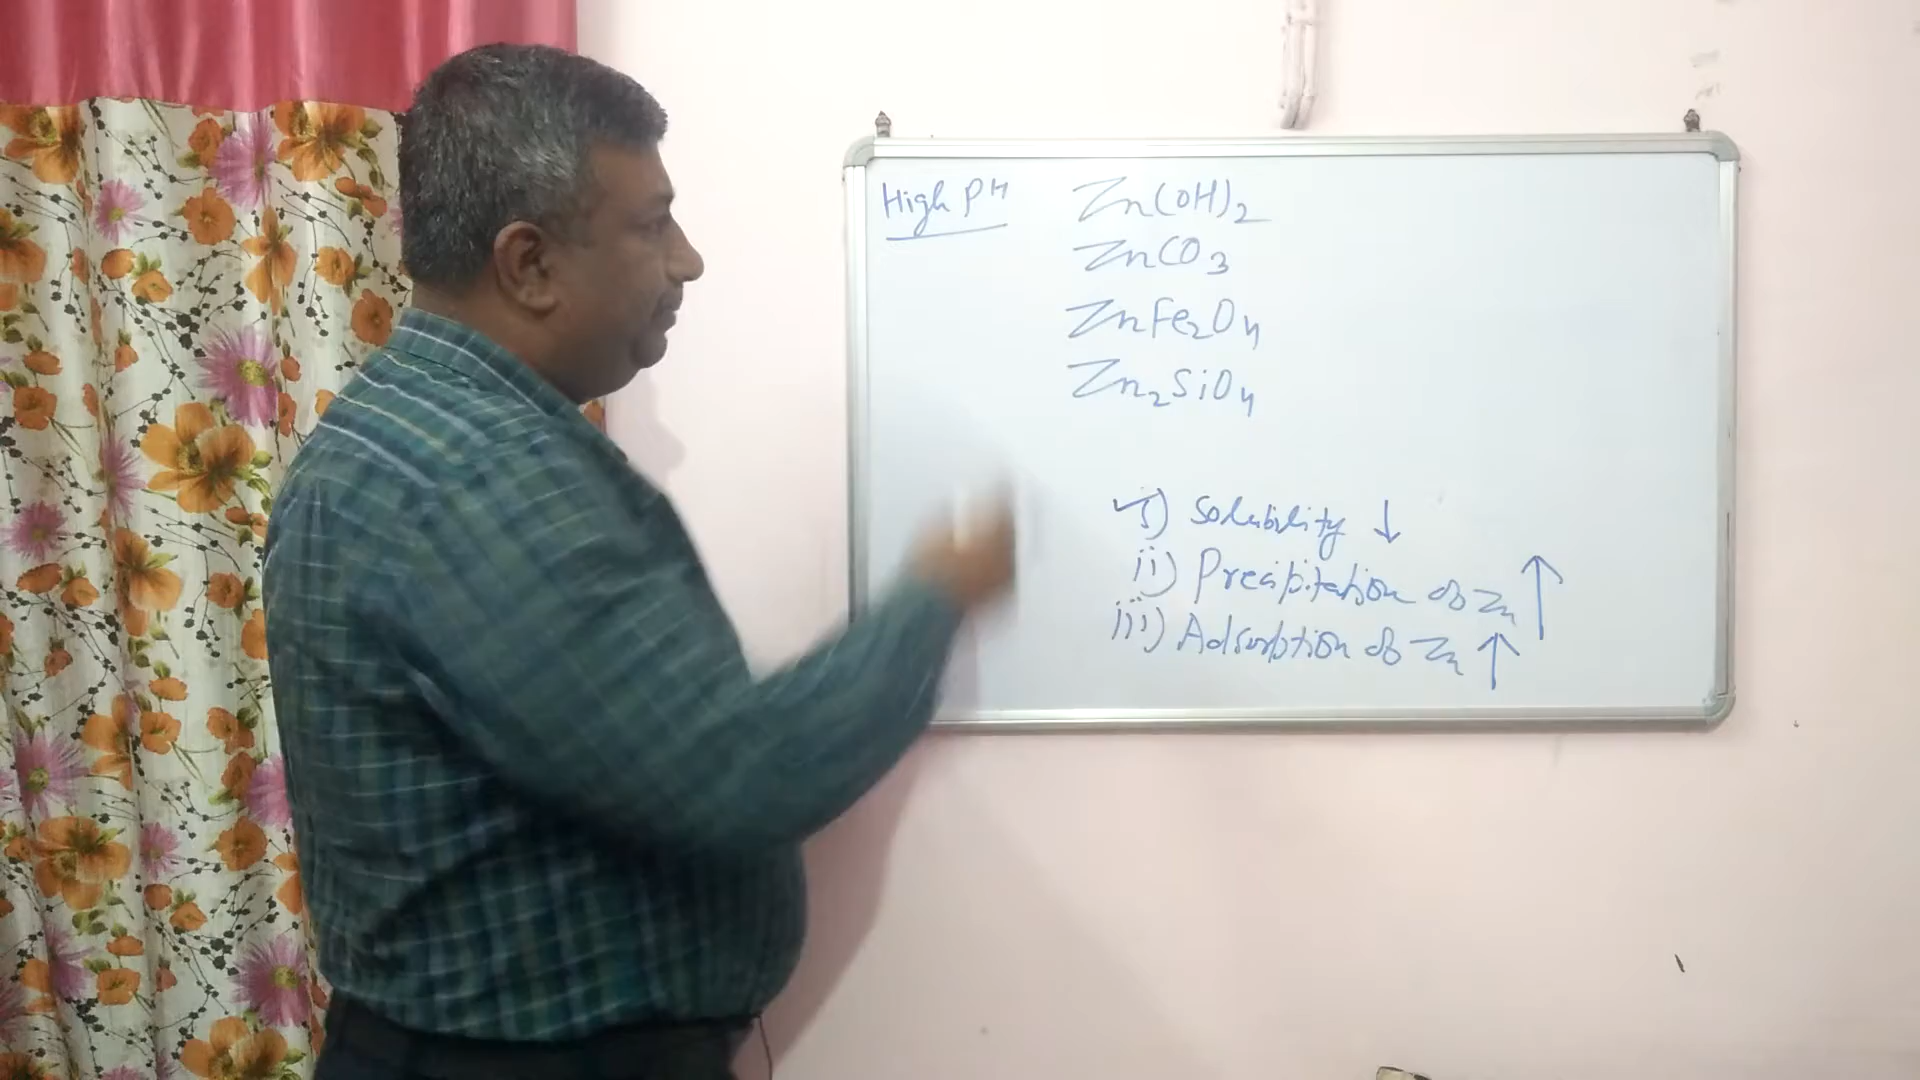 High PH
Zn(OH)2
ZnCO3
ZnFe2O4
Zn2SiO4
i) Solubility ↓
ii) Precipitation of Zn ↑
iii) Adsorption of Zn ↑